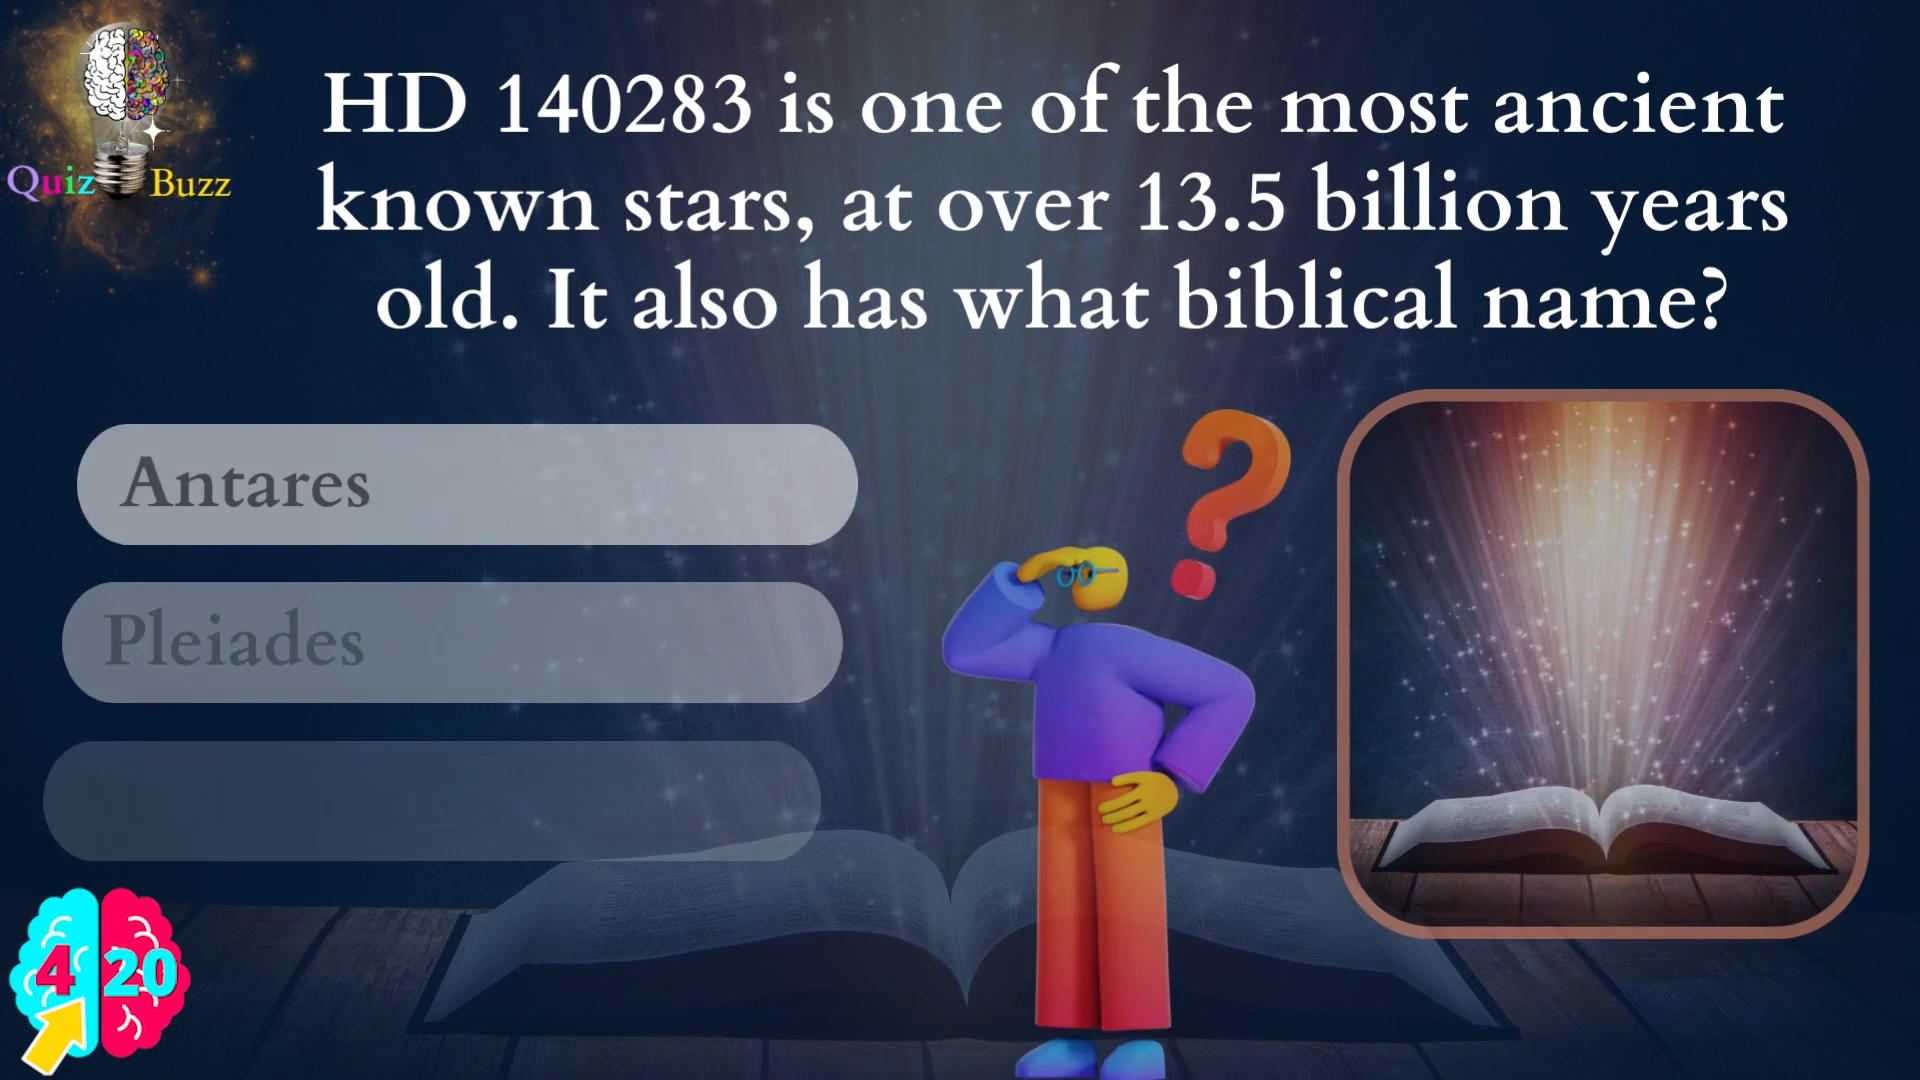 Quiz Buzz
HD 140283 is one of the most ancient
known stars, at over 13.5 billion years
old. It also has what biblical name?
Antares
Pleiades
4 20